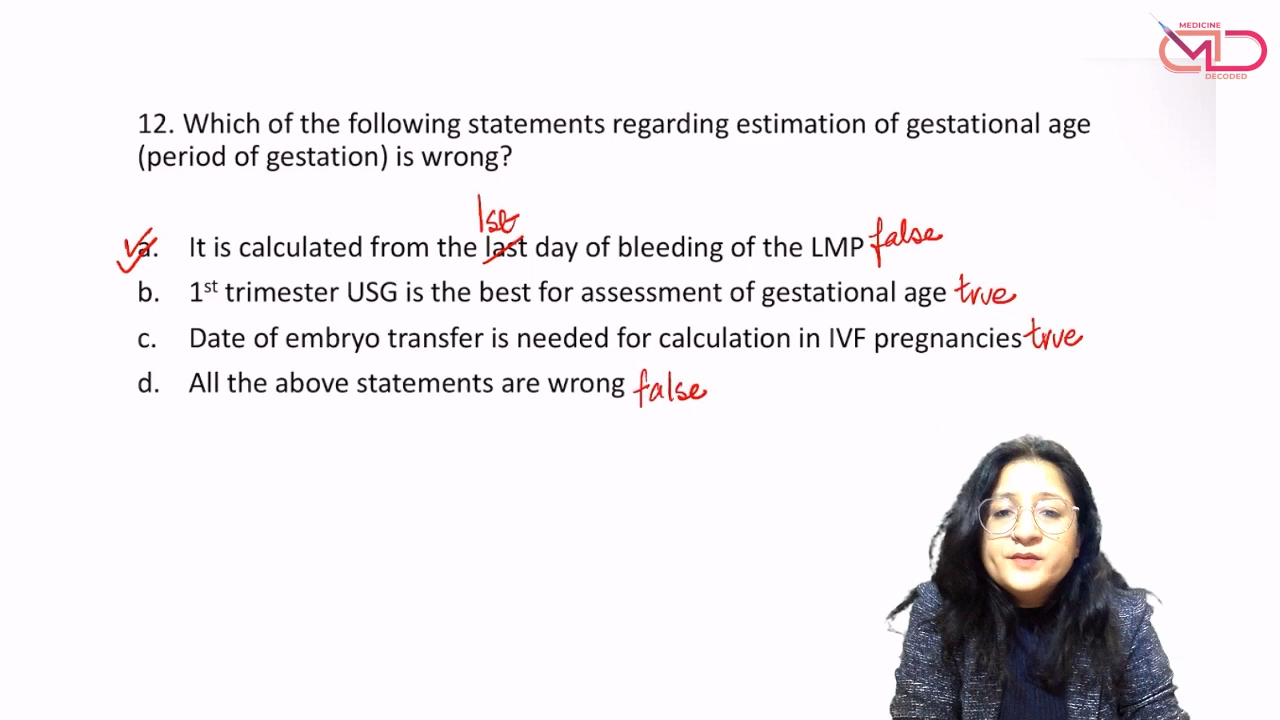 MEDICINE
DECODED
12. Which of the following statements regarding estimation of gestational age
(period of gestation) is wrong?
1st
a. It is calculated from the last day of bleeding of the LMP false
b. 1st trimester USG is the best for assessment of gestational age true
c. Date of embryo transfer is needed for calculation in IVF pregnancies true
d. All the above statements are wrong false